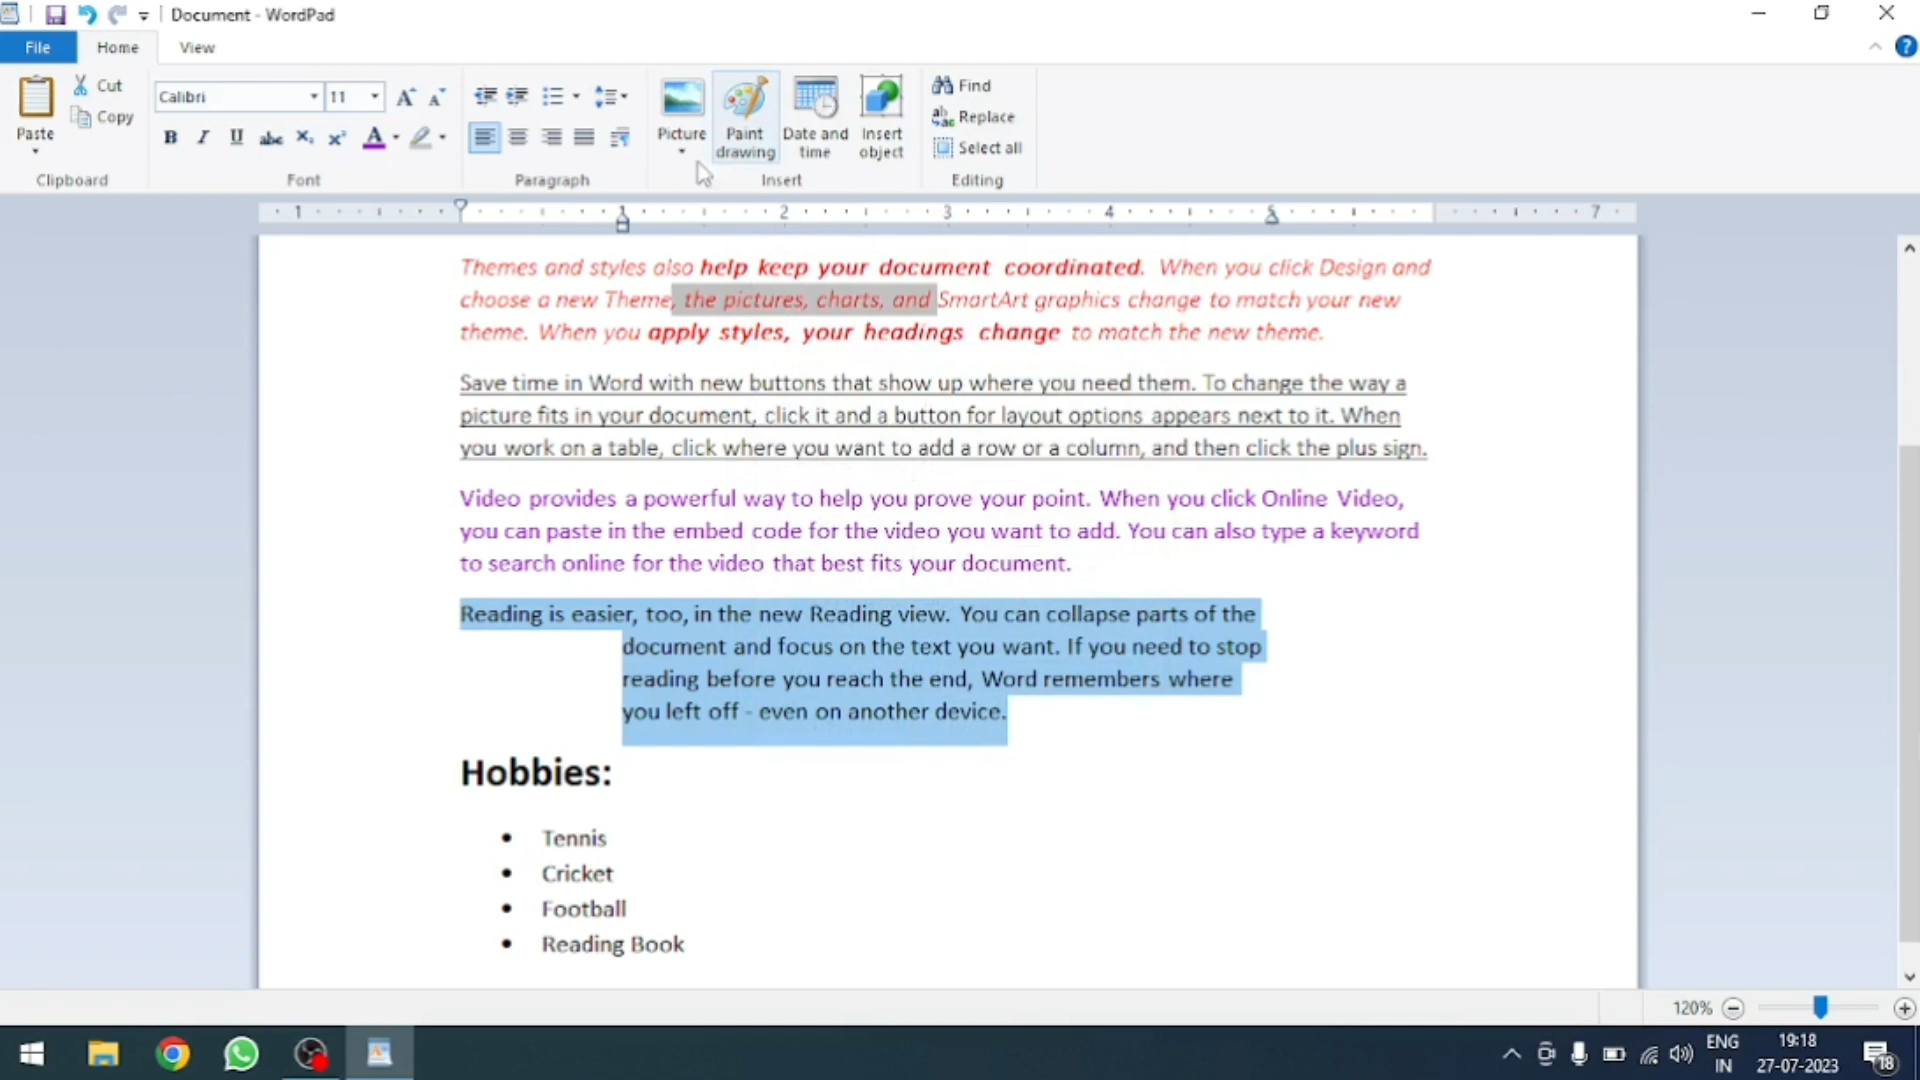 Document - WordPad
File Home View
Paste
Cut
Copy
Clipboard
Calibri 11
B I U abc X₂ X² A
Font
Paragraph
Picture
Paint drawing
Date and time
Insert object
Insert
Find
Replace
Select all
Editing
1 1 2 3 4 5 7
Themes and styles also help keep your document coordinated. When you click Design and
choose a new Theme, the pictures, charts, and SmartArt graphics change to match your new
theme. When you apply styles, your headings change to match the new theme.
Save time in Word with new buttons that show up where you need them. To change the way a
picture fits in your document, click it and a button for layout options appears next to it. When
you work on a table, click where you want to add a row or a column, and then click the plus sign.
Video provides a powerful way to help you prove your point. When you click Online Video,
you can paste in the embed code for the video you want to add. You can also type a keyword
to search online for the video that best fits your document.
Reading is easier, too, in the new Reading view. You can collapse parts of the
document and focus on the text you want. If you need to stop
reading before you reach the end, Word remembers where
you left off - even on another device.
Hobbies:
• Tennis
• Cricket
• Football
• Reading Book
120%
ENG
IN
19:18
27-07-2023
18